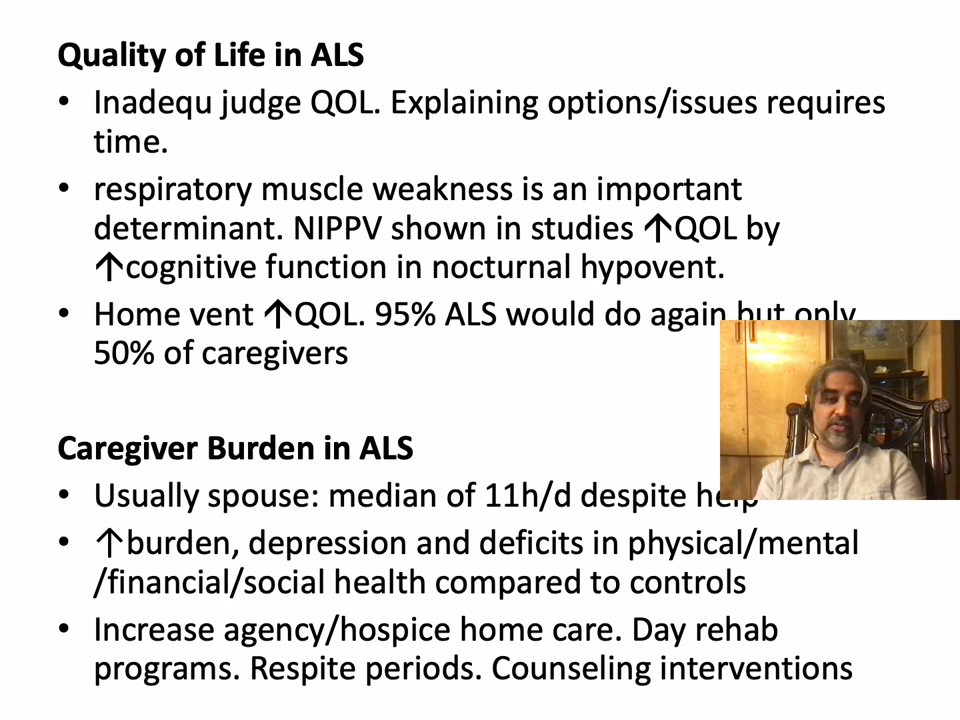 Quality of Life in ALS
• Inadequ judge QOL. Explaining options/issues requires
time.
• respiratory muscle weakness is an important
determinant. NIPPV shown in studies ↑QOL by
↑cognitive function in nocturnal hypovent.
• Home vent ↑QOL. 95% ALS would do again but only
50% of caregivers
Caregiver Burden in ALS
• Usually spouse: median of 11h/d despite help
• ↑burden, depression and deficits in physical/mental
/financial/social health compared to controls
• Increase agency/hospice home care. Day rehab
programs. Respite periods. Counseling interventions